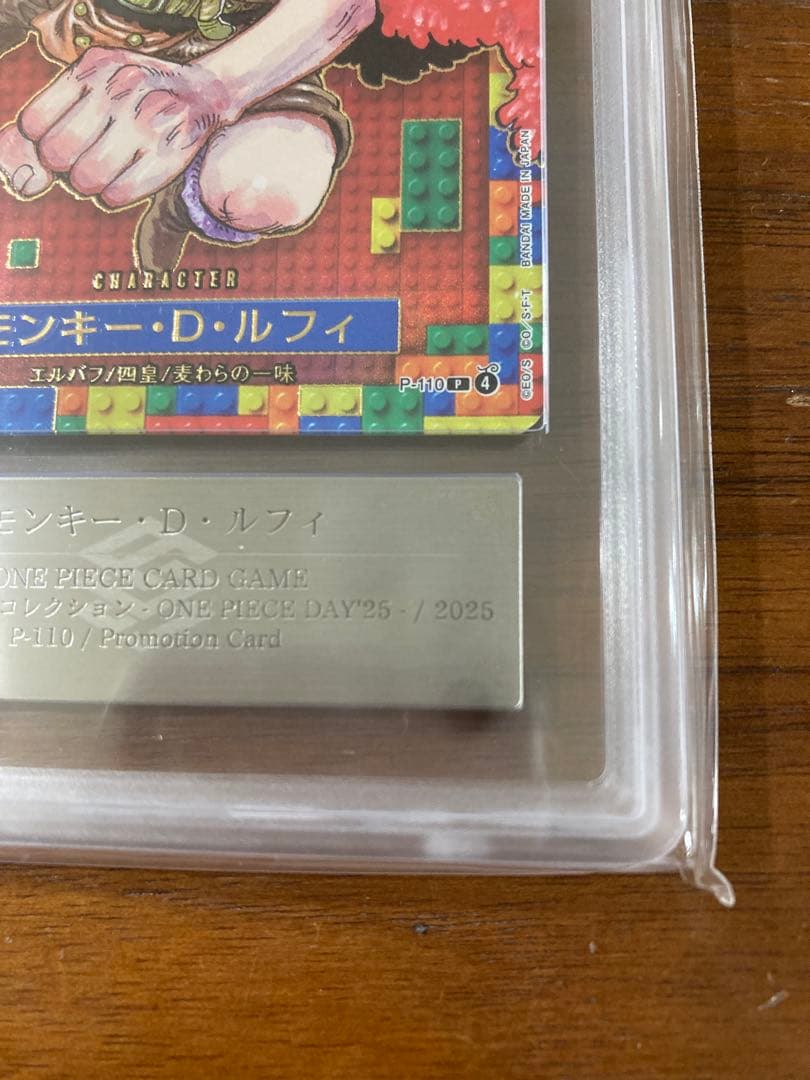 CHARACTER
モンキー・D・ルフィ
エルバフ/四皇/麦わらの一味
P-110 P 4
©EO/S ©O/S・F・T BANDAI MADE IN JAPAN
モンキー・D・ルフィ
ONE PIECE CARD GAME
コレクション - ONE PIECE DAY'25 - / 2025
P-110 / Promotion Card